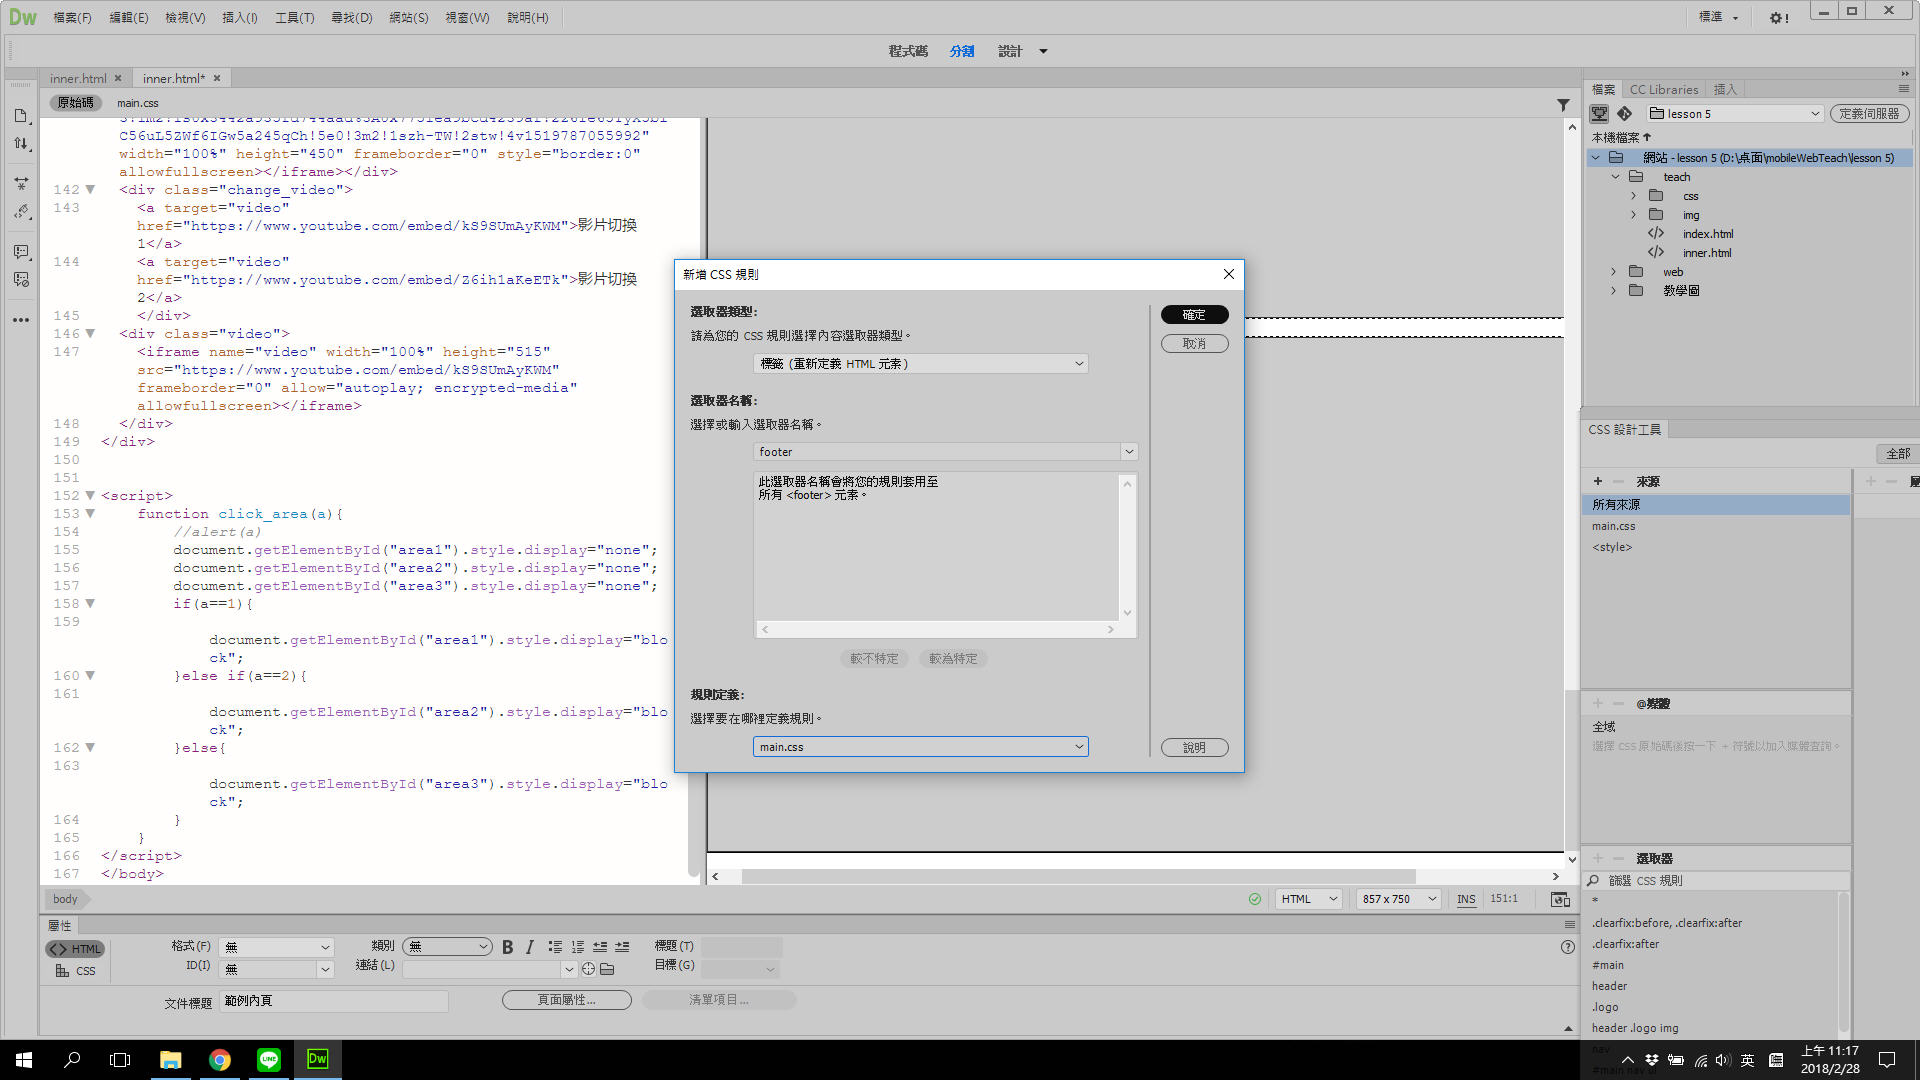 Dw 檔案(F) 編輯(E) 檢視(V) 插入(I) 工具(T) 尋找(D) 網站(S) 視窗(W) 說明(H) 標準
程式碼 分割 設計
inner.html inner.html*
原始碼 main.css
C56uL5ZWf6IGw5a245qCh!5e0!3m2!1szh-TW!2stw!4v1519787055992"
width="100%" height="450" frameborder="0" style="border:0"
allowfullscreen></iframe></div>
142 <div class="change_video">
143 <a target="video"
href="https://www.youtube.com/embed/kS9SUmAyKWM">影片切換
1</a>
144 <a target="video"
href="https://www.youtube.com/embed/Z6ih1aKeETk">影片切換
2</a>
145 </div>
146 <div class="video">
147 <iframe name="video" width="100%" height="515"
src="https://www.youtube.com/embed/kS9SUmAyKWM"
frameborder="0" allow="autoplay; encrypted-media"
allowfullscreen></iframe>
148 </div>
149 </div>
150
151
152 <script>
153 function click_area(a){
154 //alert(a)
155 document.getElementById("area1").style.display="none";
156 document.getElementById("area2").style.display="none";
157 document.getElementById("area3").style.display="none";
158 if(a==1){
159
document.getElementById("area1").style.display="blo
ck";
160 }else if(a==2){
161
document.getElementById("area2").style.display="blo
ck";
162 }else{
163
document.getElementById("area3").style.display="blo
ck";
164 }
165 }
166 </script>
167 </body>
新增 CSS 規則
選取器類型:
請為您的 CSS 規則選擇內容選取器類型。
標籤 (重新定義 HTML 元素)
選取器名稱:
選擇或輸入選取器名稱。
footer
此選取器名稱會將您的規則套用至
所有 <footer> 元素。
較不特定 較為特定
規則定義:
選擇要在哪裡定義規則。
main.css
確定
取消
說明
檔案 CC Libraries 插入
lesson 5 定義伺服器
本機檔案
網站 - lesson 5 (D:\桌面\mobileWebTeach\lesson 5)
teach
css
img
index.html
inner.html
web
教學圖
CSS 設計工具
全部
+ − 來源
所有來源
main.css
<style>
+ − @媒體
全域
選擇 CSS 原始碼後按一下 + 符號以加入媒體查詢。
+ − 選取器
篩選 CSS 規則
*
.clearfix:before, .clearfix:after
.clearfix:after
#main
header
.logo
header .logo img
nav
#main nav ul
body HTML 857 x 750 INS 151:1
屬性
HTML 格式(F) 無 類別 無 B I 標題(T)
CSS ID(I) 無 連結(L) 目標(G)
文件標題 範例內頁 頁面屬性... 清單項目...
LINE Dw 英 上午 11:17
2018/2/28